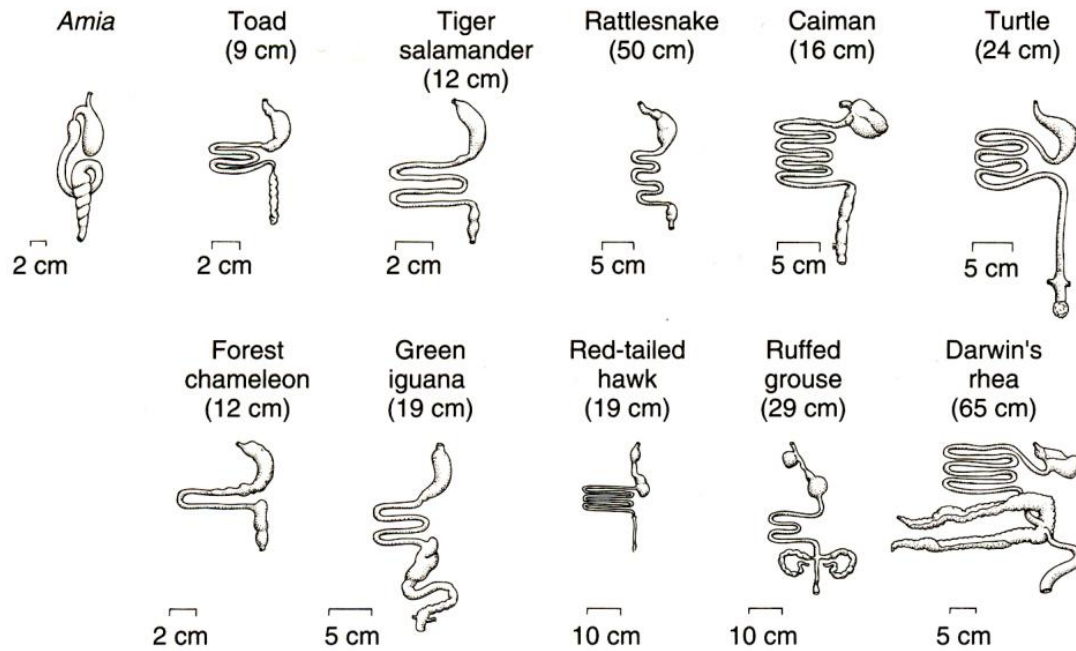 Amia
Toad
(9 cm)
Tiger
salamander
(12 cm)
Rattlesnake
(50 cm)
Caiman
(16 cm)
Turtle
(24 cm)
2 cm
2 cm
2 cm
5 cm
5 cm
5 cm
Forest
chameleon
(12 cm)
Green
iguana
(19 cm)
Red-tailed
hawk
(19 cm)
Ruffed
grouse
(29 cm)
Darwin's
rhea
(65 cm)
2 cm
5 cm
10 cm
10 cm
5 cm